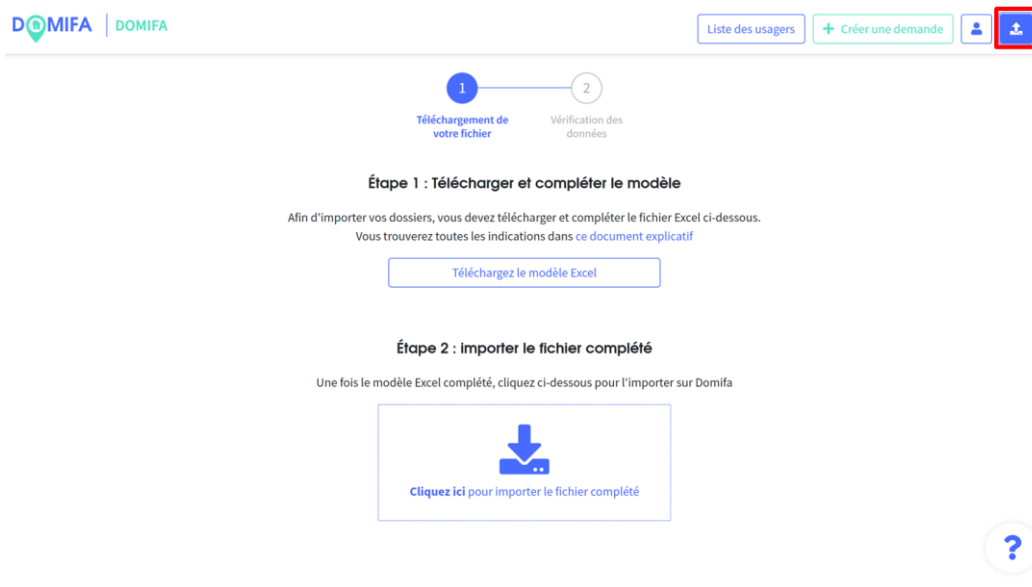 DOMIFA DOMIFA Liste des usagers + Créer une demande
1 2
Téléchargement de votre fichier
Vérification des données
Étape 1 : Télécharger et compléter le modèle
Afin d'importer vos dossiers, vous devez télécharger et compléter le fichier Excel ci-dessous.
Vous trouverez toutes les indications dans ce document explicatif
Téléchargez le modèle Excel
Étape 2 : importer le fichier complété
Une fois le modèle Excel complété, cliquez ci-dessous pour l'importer sur Domifa
Cliquez ici pour importer le fichier complété
?